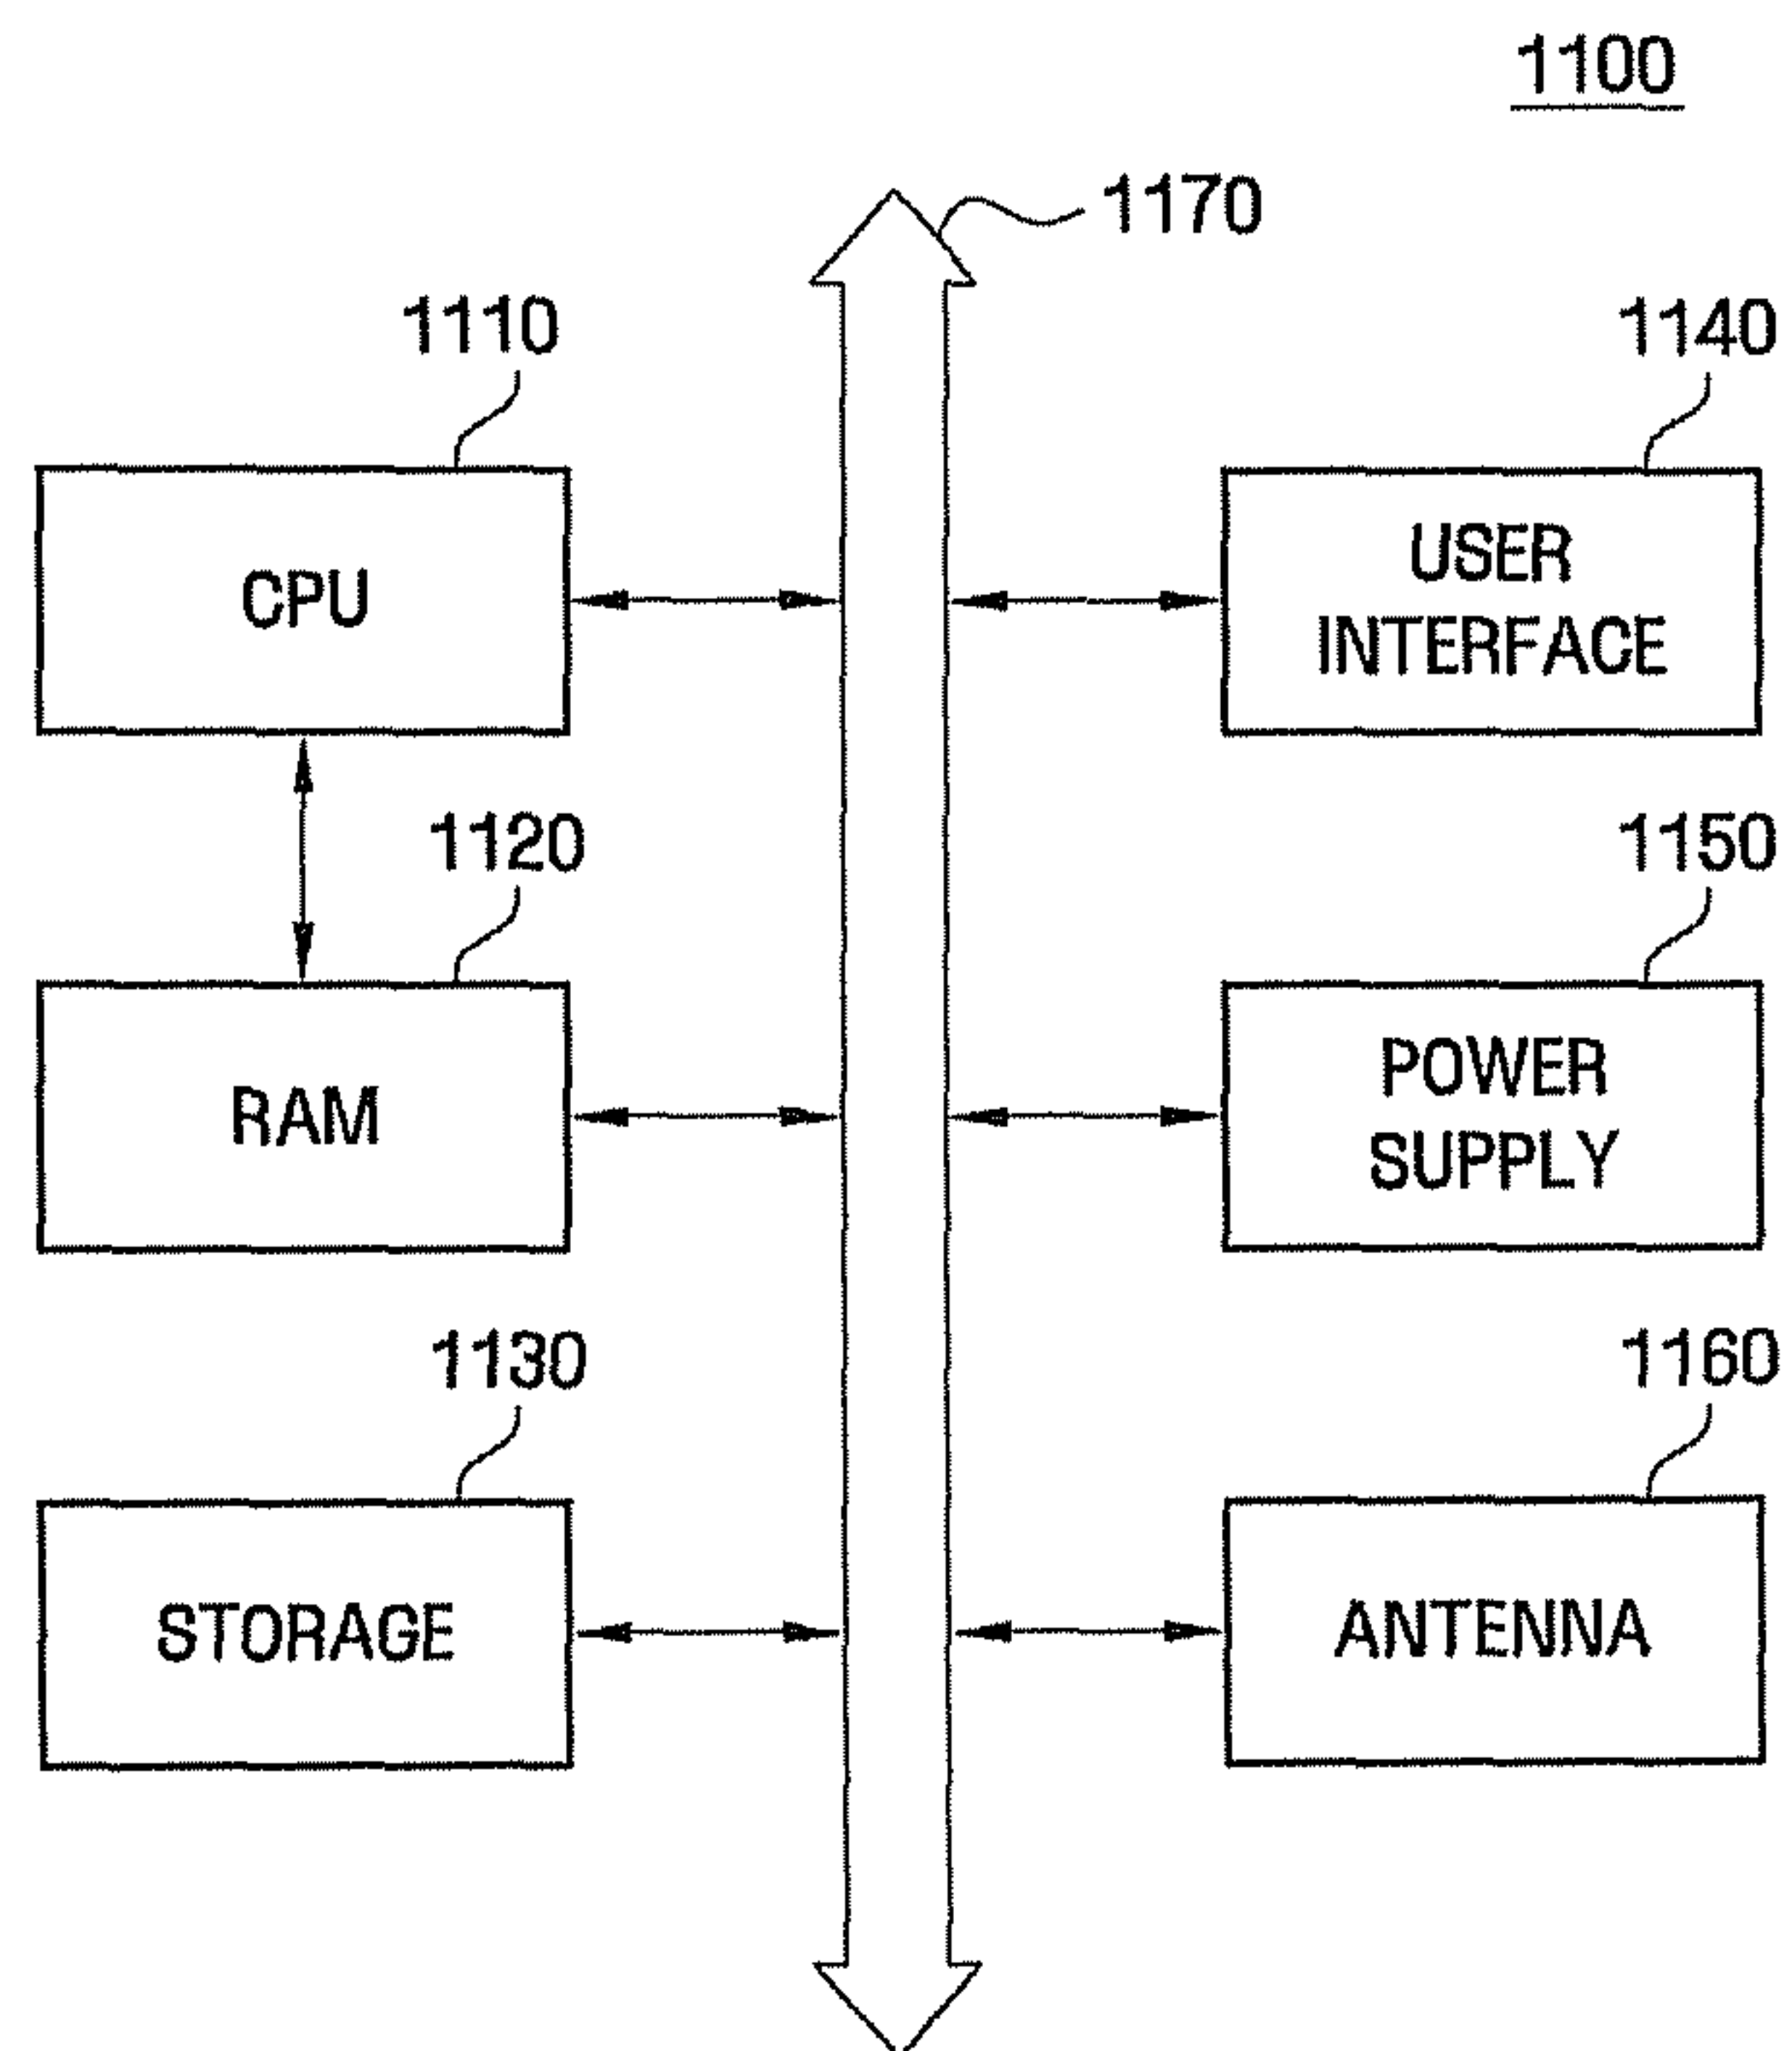 1100
1170
1110
1140
CPU
USER
INTERFACE
1120
1150
RAM
POWER
SUPPLY
1130
1160
STORAGE
ANTENNA